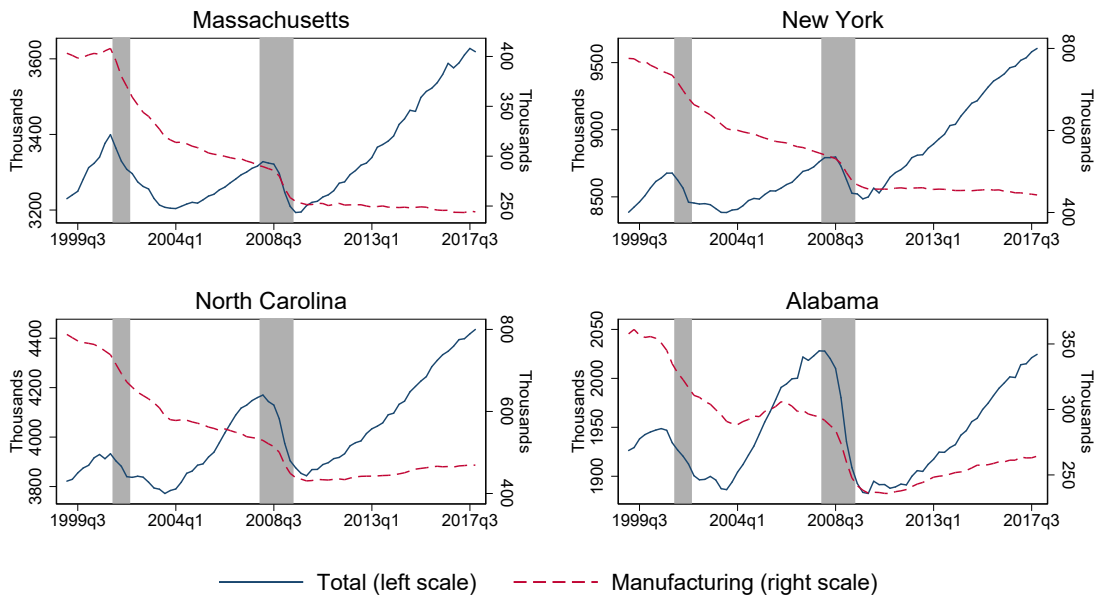 Massachusetts
Thousands
3200 3400 3600
250 300 350 400
Thousands
1999q3 2004q1 2008q3 2013q1 2017q3
New York
Thousands
8500 9000 9500
400 600 800
Thousands
1999q3 2004q1 2008q3 2013q1 2017q3
North Carolina
Thousands
3800 4000 4200 4400
400 600 800
Thousands
1999q3 2004q1 2008q3 2013q1 2017q3
Alabama
Thousands
1900 1950 2000 2050
250 300 350
Thousands
1999q3 2004q1 2008q3 2013q1 2017q3
Total (left scale) Manufacturing (right scale)